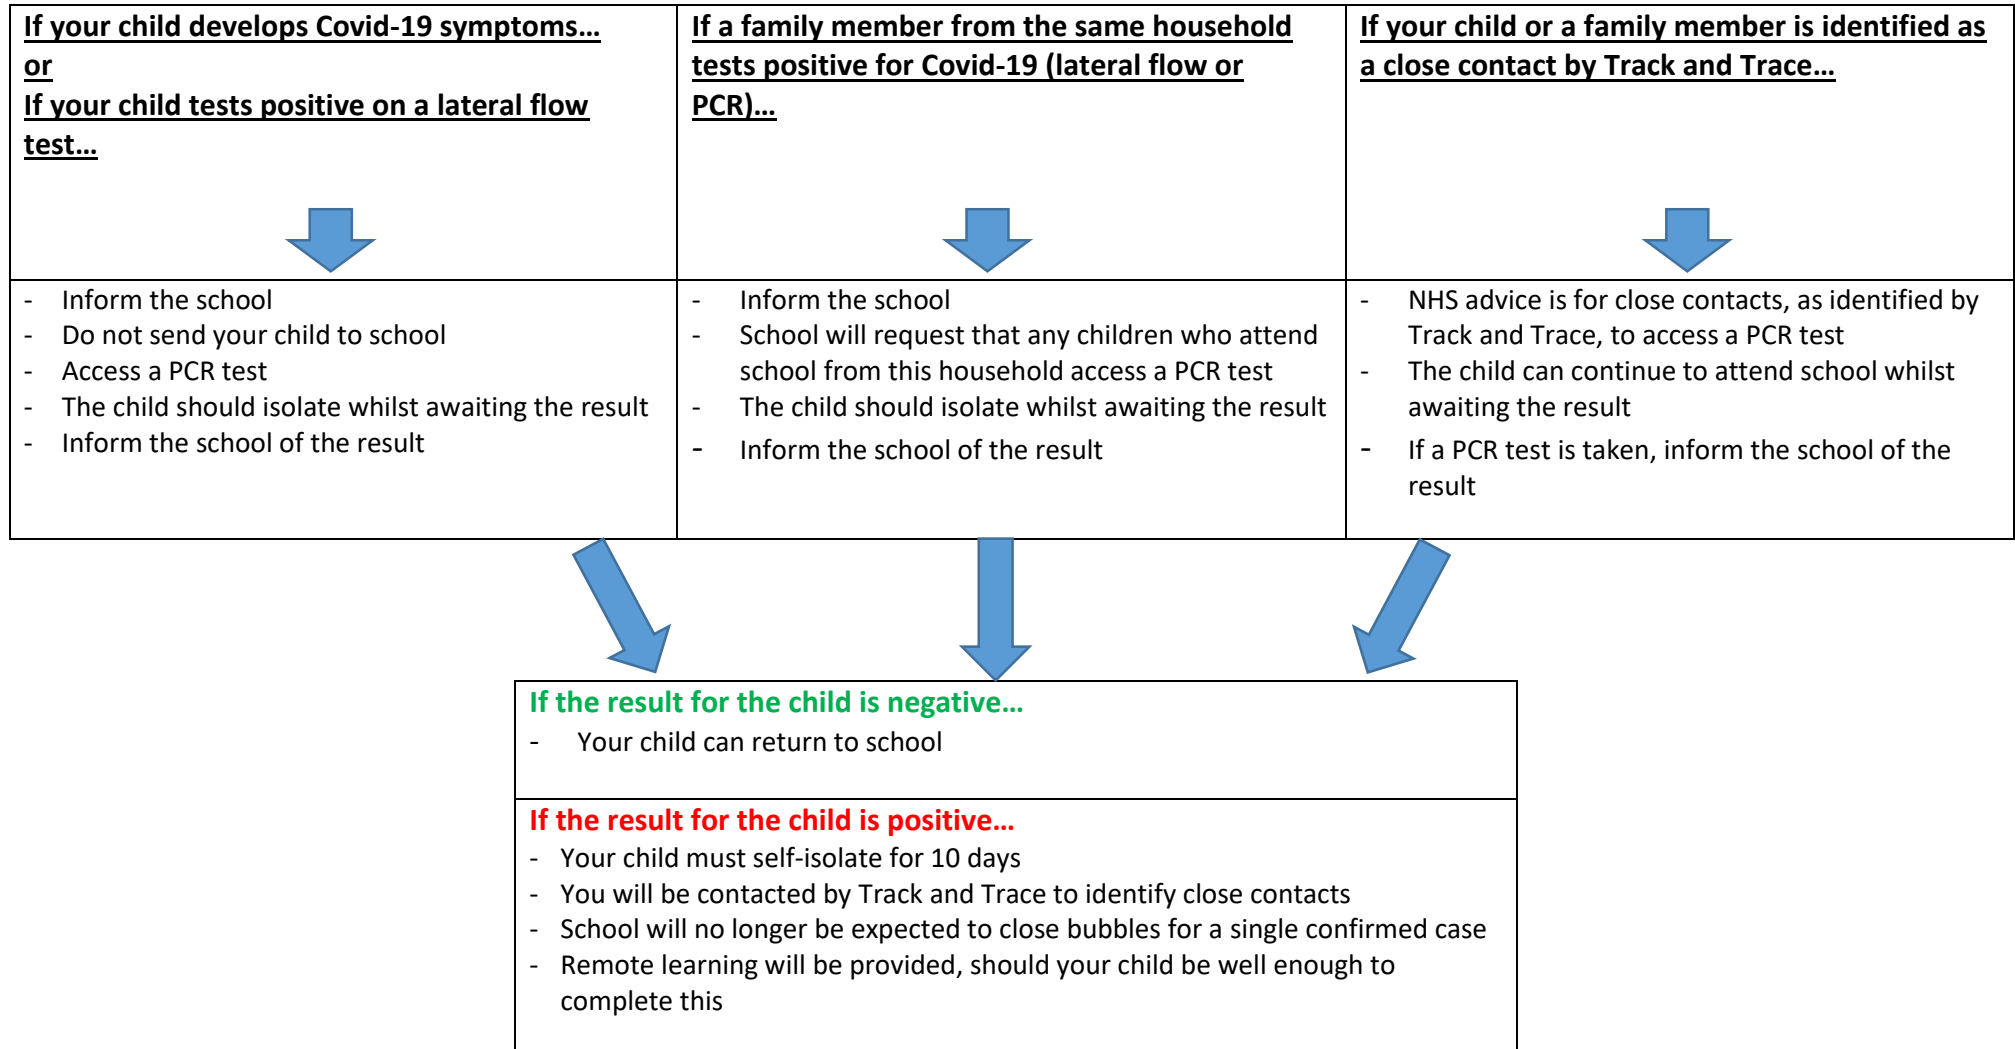 If your child develops Covid-19 symptoms…
or
If your child tests positive on a lateral flow
test…
If a family member from the same household
tests positive for Covid-19 (lateral flow or
PCR)…
If your child or a family member is identified as
a close contact by Track and Trace…
- Inform the school
- Do not send your child to school
- Access a PCR test
- The child should isolate whilst awaiting the result
- Inform the school of the result
- Inform the school
- School will request that any children who attend
school from this household access a PCR test
- The child should isolate whilst awaiting the result
- Inform the school of the result
- NHS advice is for close contacts, as identified by
Track and Trace, to access a PCR test
- The child can continue to attend school whilst
awaiting the result
- If a PCR test is taken, inform the school of the
result
If the result for the child is negative…
- Your child can return to school
If the result for the child is positive…
- Your child must self-isolate for 10 days
- You will be contacted by Track and Trace to identify close contacts
- School will no longer be expected to close bubbles for a single confirmed case
- Remote learning will be provided, should your child be well enough to
complete this